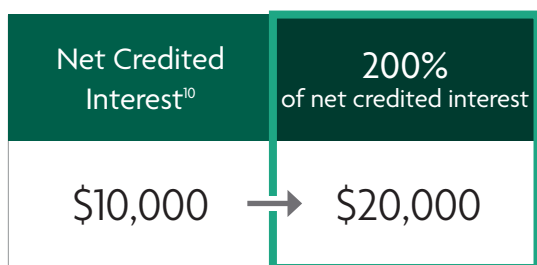 Net Credited
Interest¹⁰
200%
of net credited interest
$10,000
$20,000